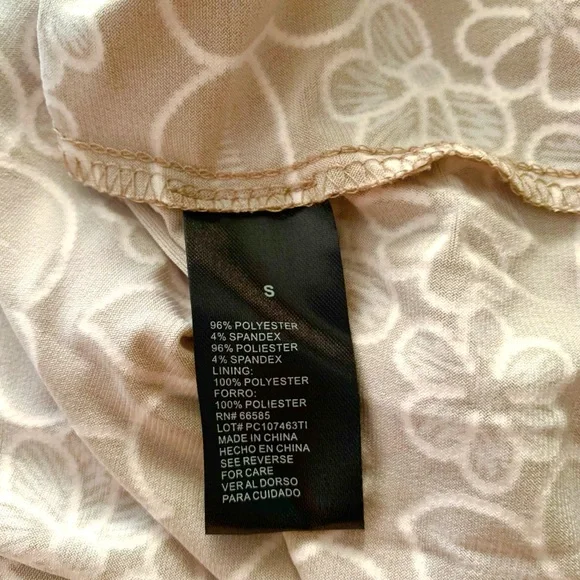 S
96% POLYESTER
4% SPANDEX
96% POLIESTER
4% SPANDEX
LINING:
100% POLYESTER
FORRO:
100% POLIESTER
RN# 66585
LOT# PC107463TI
MADE IN CHINA
HECHO EN CHINA
SEE REVERSE
FOR CARE
VER AL DORSO
PARA CUIDADO